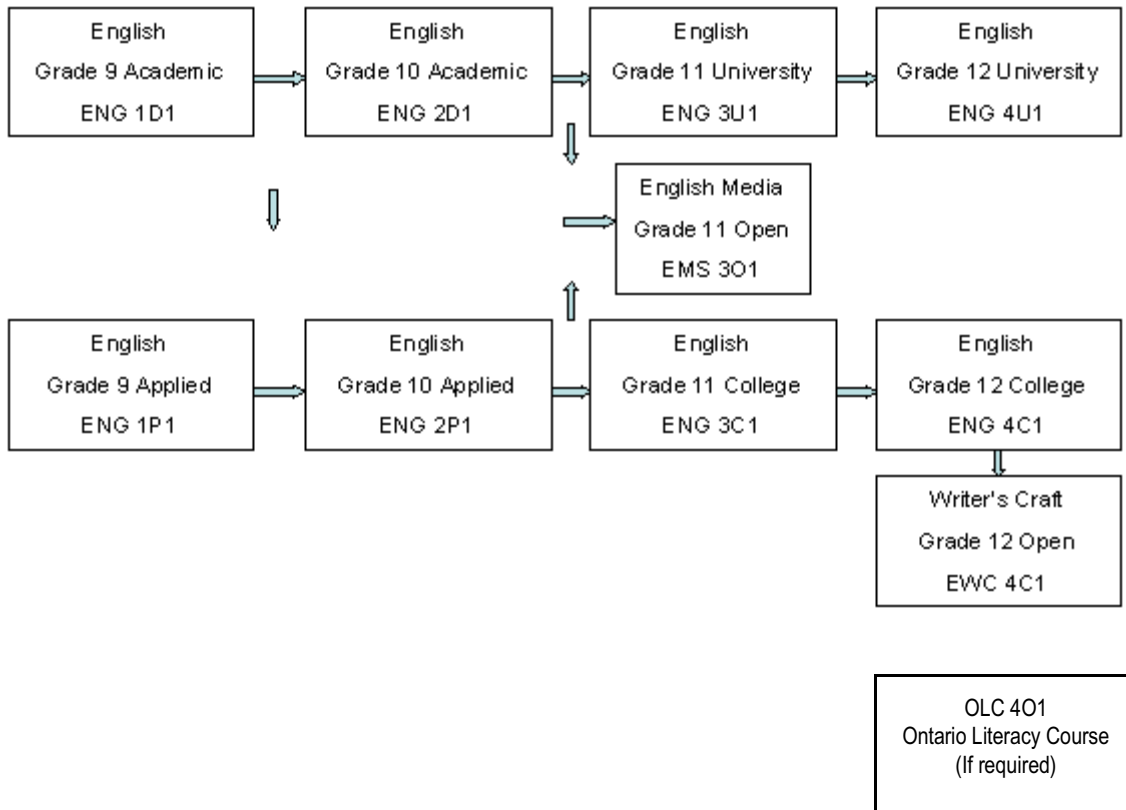 English
Grade 9 Academic
ENG 1D1
English
Grade 10 Academic
ENG 2D1
English
Grade 11 University
ENG 3U1
English
Grade 12 University
ENG 4U1
English Media
Grade 11 Open
EMS 3O1
English
Grade 9 Applied
ENG 1P1
English
Grade 10 Applied
ENG 2P1
English
Grade 11 College
ENG 3C1
English
Grade 12 College
ENG 4C1
Writer's Craft
Grade 12 Open
EWC 4C1
OLC 4O1
Ontario Literacy Course
(If required)